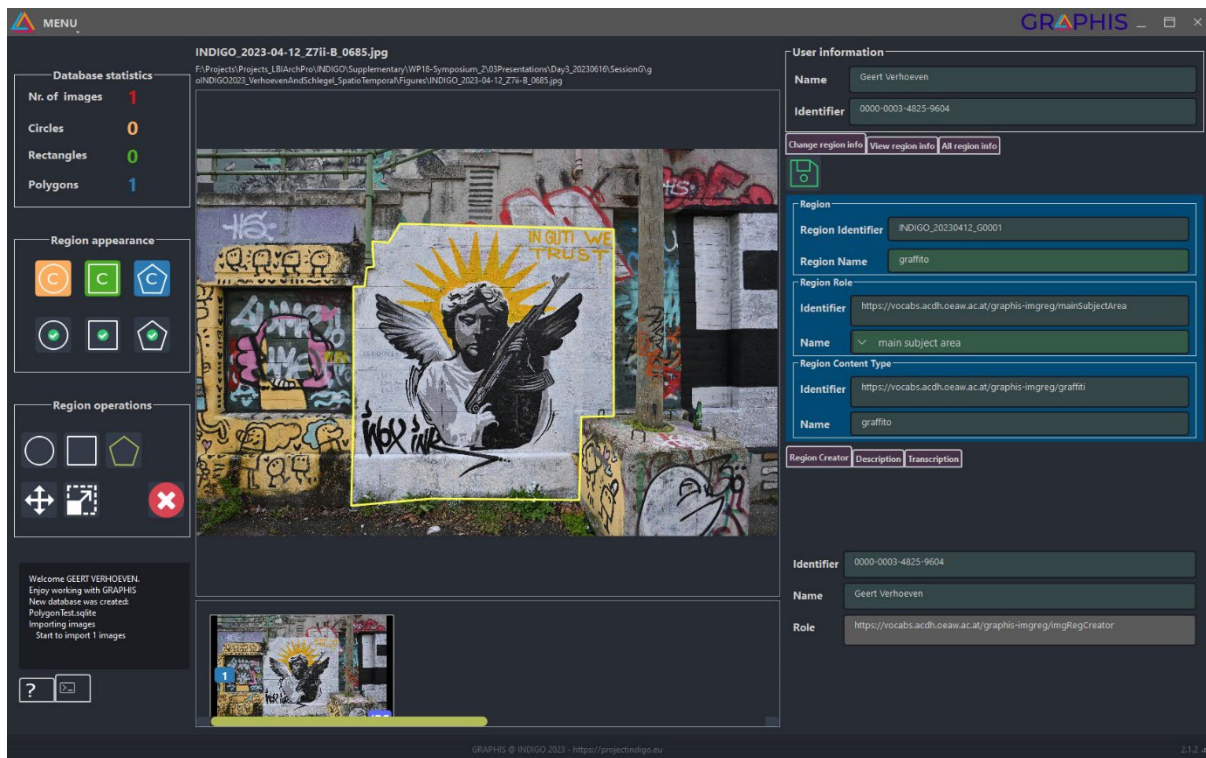 MENU
GRAPHIS
Database statistics
Nr. of images 1
Circles 0
Rectangles 0
Polygons 1
Region appearance
C C C
Region operations
Welcome GEERT VERHOEVEN.
Enjoy working with GRAPHIS
New database was created:
PolygonTest.sqlite
Importing images
Start to import 1 images
?
INDIGO_2023-04-12_Z7ii-B_0685.jpg
F:\Projects\Projects_LBIArchPro\INDIGO\Supplementary\WP18-Symposium_2\03Presentations\Day3_20230616\SessionG\g
oINDIGO2023_VerhoevenAndSchlegel_SpatioTemporal\Figures\INDIGO_2023-04-12_Z7ii-B_0685.jpg
IN GUTI WE
TRUST
1
User information
Name Geert Verhoeven
Identifier 0000-0003-4825-9604
Change region info View region info All region info
Region
Region Identifier INDIGO_20230412_G0001
Region Name graffito
Region Role
Identifier https://vocabs.acdh.oeaw.ac.at/graphis-imgreg/mainSubjectArea
Name main subject area
Region Content Type
Identifier https://vocabs.acdh.oeaw.ac.at/graphis-imgreg/graffiti
Name graffito
Region Creator Description Transcription
Identifier 0000-0003-4825-9604
Name Geert Verhoeven
Role https://vocabs.acdh.oeaw.ac.at/graphis-imgreg/imgRegCreator
GRAPHIS @ INDIGO 2023 - https://projectindigo.eu
2.1.2